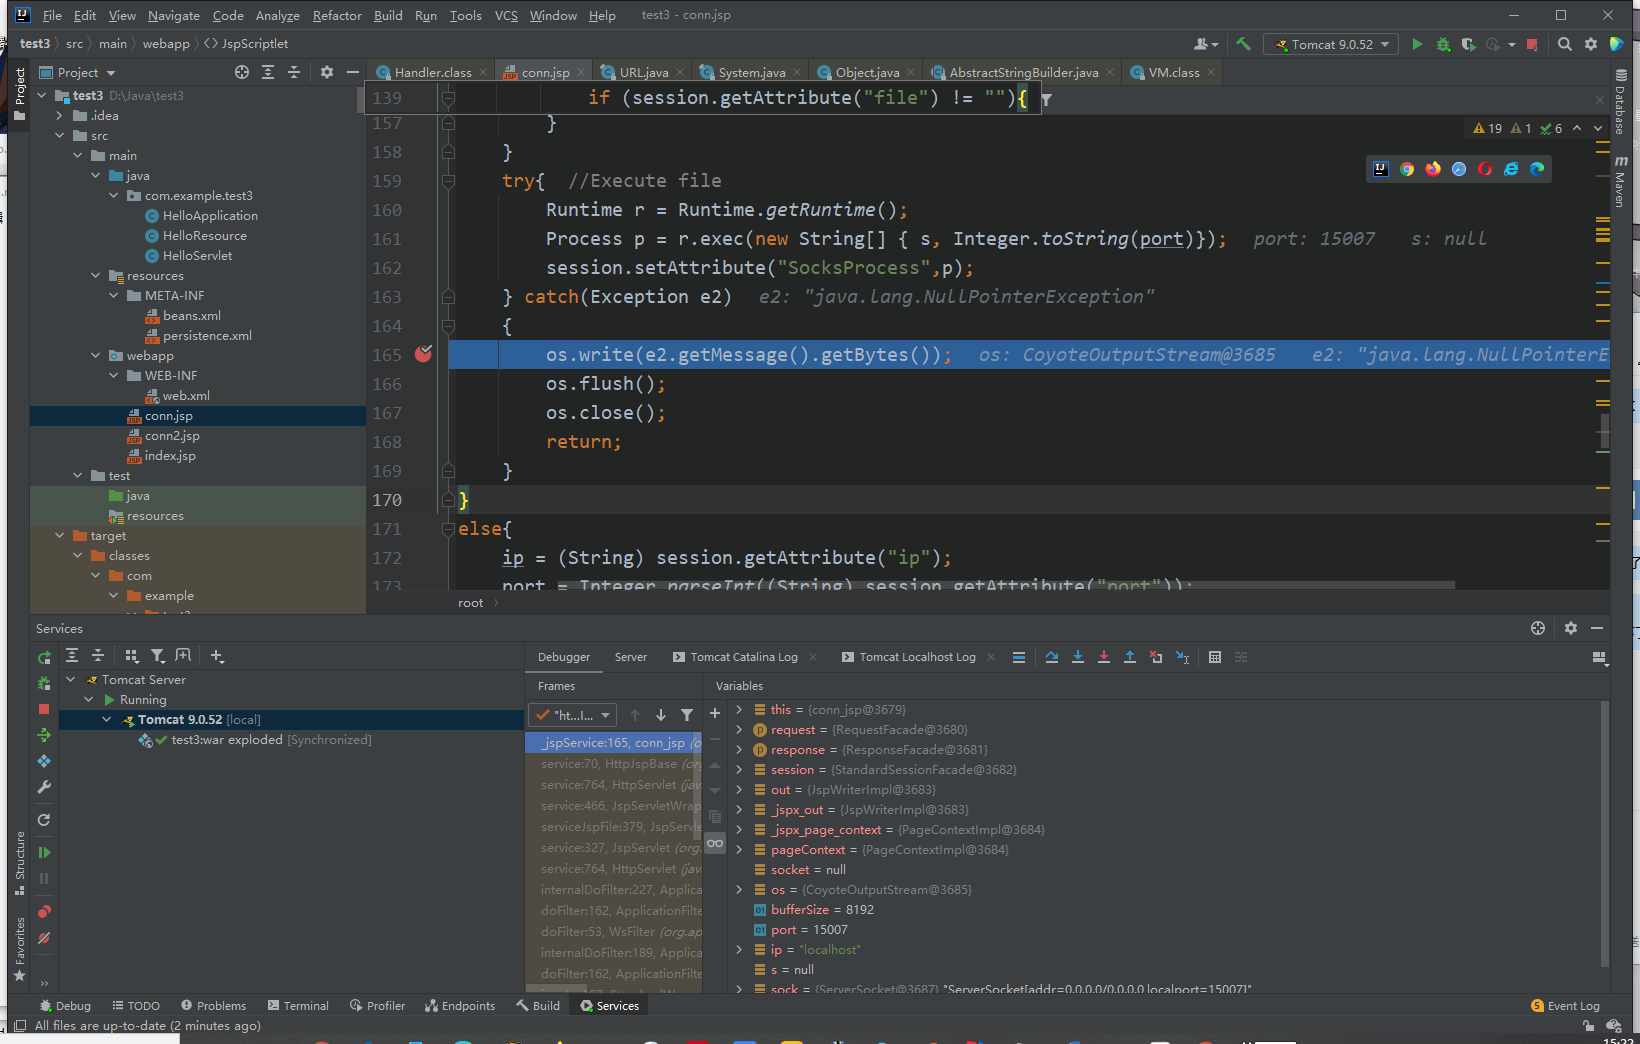 File Edit View Navigate Code Analyze Refactor Build Run Tools VCS Window Help test3 - conn.jsp
test3 src main webapp JspScriptlet
Tomcat 9.0.52
Project
Handler.class conn.jsp URL.java System.java Object.java AbstractStringBuilder.java VM.class
Project
test3 D:\Java\test3
.idea
src
main
java
com.example.test3
HelloApplication
HelloResource
HelloServlet
resources
META-INF
beans.xml
persistence.xml
webapp
WEB-INF
web.xml
conn.jsp
conn2.jsp
index.jsp
test
java
resources
target
classes
com
example
139 if (session.getAttribute("file") != ""){
157 }
19 1 6
158 }
159 try{ //Execute file
160 Runtime r = Runtime.getRuntime();
161 Process p = r.exec(new String[] { s, Integer.toString(port)}); port: 15007 s: null
162 session.setAttribute("SocksProcess",p);
163 } catch(Exception e2) e2: "java.lang.NullPointerException"
164 {
165 os.write(e2.getMessage().getBytes()); os: CoyoteOutputStream@3685 e2: "java.lang.NullPointerE
166 os.flush();
167 os.close();
168 return;
169 }
170 }
171 else{
172 ip = (String) session.getAttribute("ip");
173 port = Integer.parseInt((String) session.getAttribute("port"));
root
Database
Maven
Services
Tomcat Server
Running
Tomcat 9.0.52 [local]
test3:war exploded [Synchronized]
Debugger Server Tomcat Catalina Log Tomcat Localhost Log
Frames
"ht...I...
_jspService:165, conn_jsp (o
service:70, HttpJspBase (org
service:764, HttpServlet (jav
service:466, JspServletWrap
serviceJspFile:379, JspServle
service:327, JspServlet (org.
service:764, HttpServlet (jav
internalDoFilter:227, Applica
doFilter:162, ApplicationFilte
doFilter:53, WsFilter (org.ap
internalDoFilter:189, Applica
doFilter:162, ApplicationFilte
Variables
this = {conn_jsp@3679}
request = {RequestFacade@3680}
response = {ResponseFacade@3681}
session = {StandardSessionFacade@3682}
out = {JspWriterImpl@3683}
_jspx_out = {JspWriterImpl@3683}
_jspx_page_context = {PageContextImpl@3684}
pageContext = {PageContextImpl@3684}
socket = null
os = {CoyoteOutputStream@3685}
bufferSize = 8192
port = 15007
ip = "localhost"
s = null
sock = {ServerSocket@3687} "ServerSocket[addr=0.0.0.0/0.0.0.0,localport=15007]"
Structure
Favorites
Debug TODO Problems Terminal Profiler Endpoints Build Services 5 Event Log
All files are up-to-date (2 minutes ago)
15:22